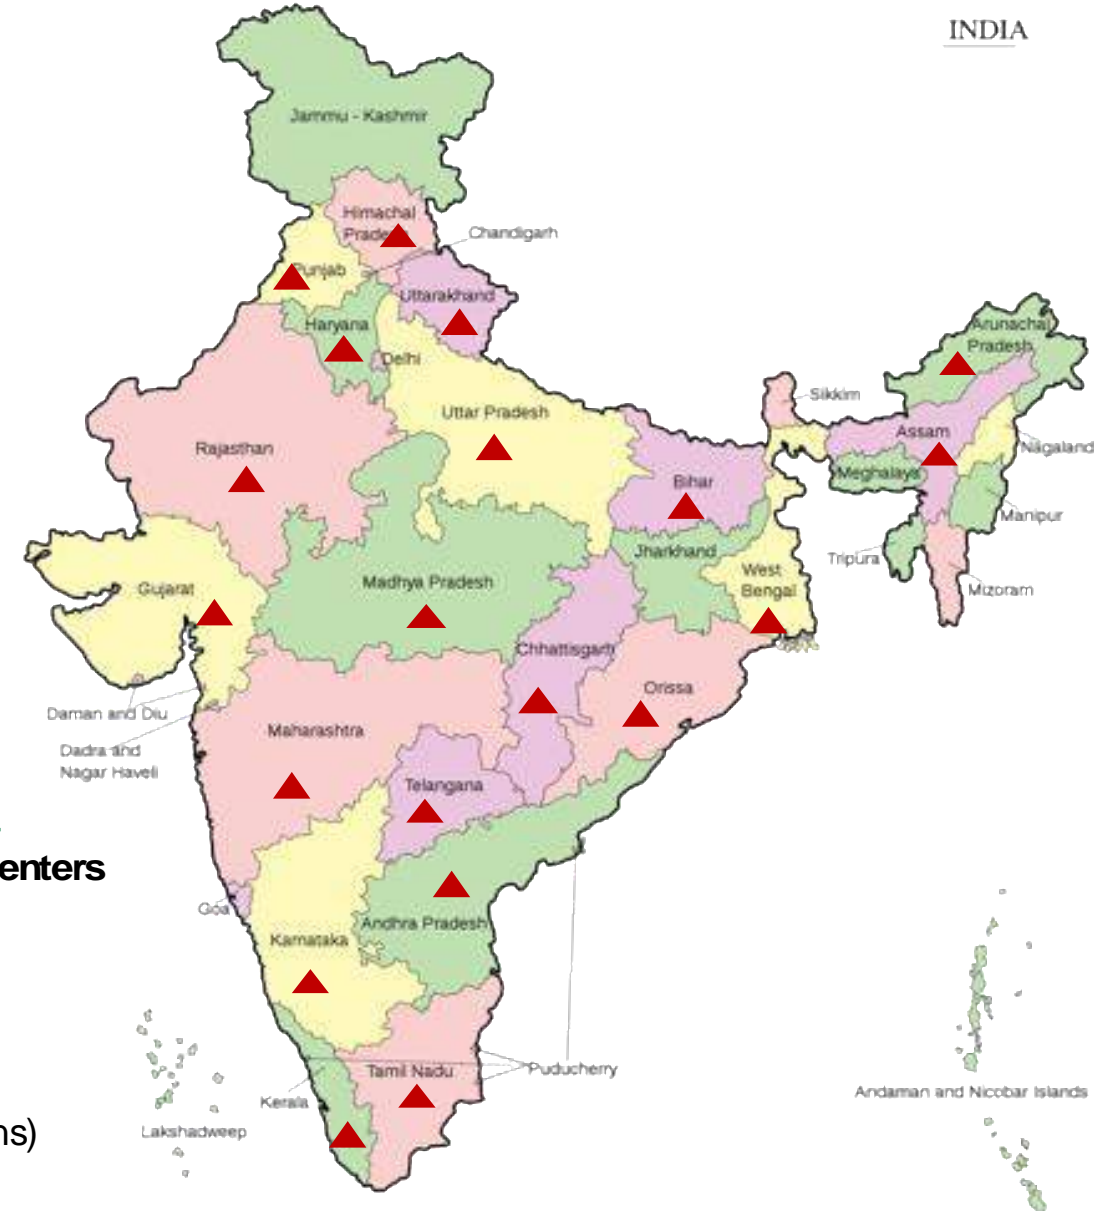 INDIA
Jammu - Kashmir
Himachal
Prade
Chandigarh
Punjab
Uttarakhand
Haryana
Delhi
Arunachal
Pradesh
Sikkim
Uttar Pradesh
Rajasthan
Assam
Nagaland
Meghalaya
Bihar
Manipur
Jharkhand
Tripura
West
Bengal
Madhya Pradesh
Gujarat
Mizoram
Chhattisgarh
Orissa
Daman and Diu
Maharashtra
Dadra and
Nagar Haveli
Telangana
enters
Goa
Andhra Pradesh
Karnataka
Tamil Nadu
Puducherry
Kerala
Andaman and Nicobar Islands
Lakshadweep
ns)